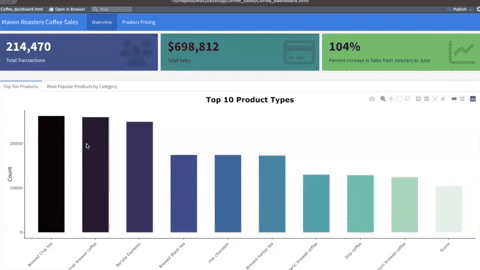 Coffee_dashboard.html
Open in Browser
Find
Publish
Maven Roasters Coffee Sales
Overview
Product Pricing
214,470
Total Transactions
$698,812
Total Sales
104%
Percent Increase in Sales from January to June
Top Ten Products
Most Popular Products by Category
Top 10 Product Types
Count
20000
10000
0
Brewed Chai tea
brewed coffee
Barista Espresso
Brewed Black tea
Hot chocolate
Brewed herbal tea
brewed coffee
Drip coffee
brewed coffee
Scone